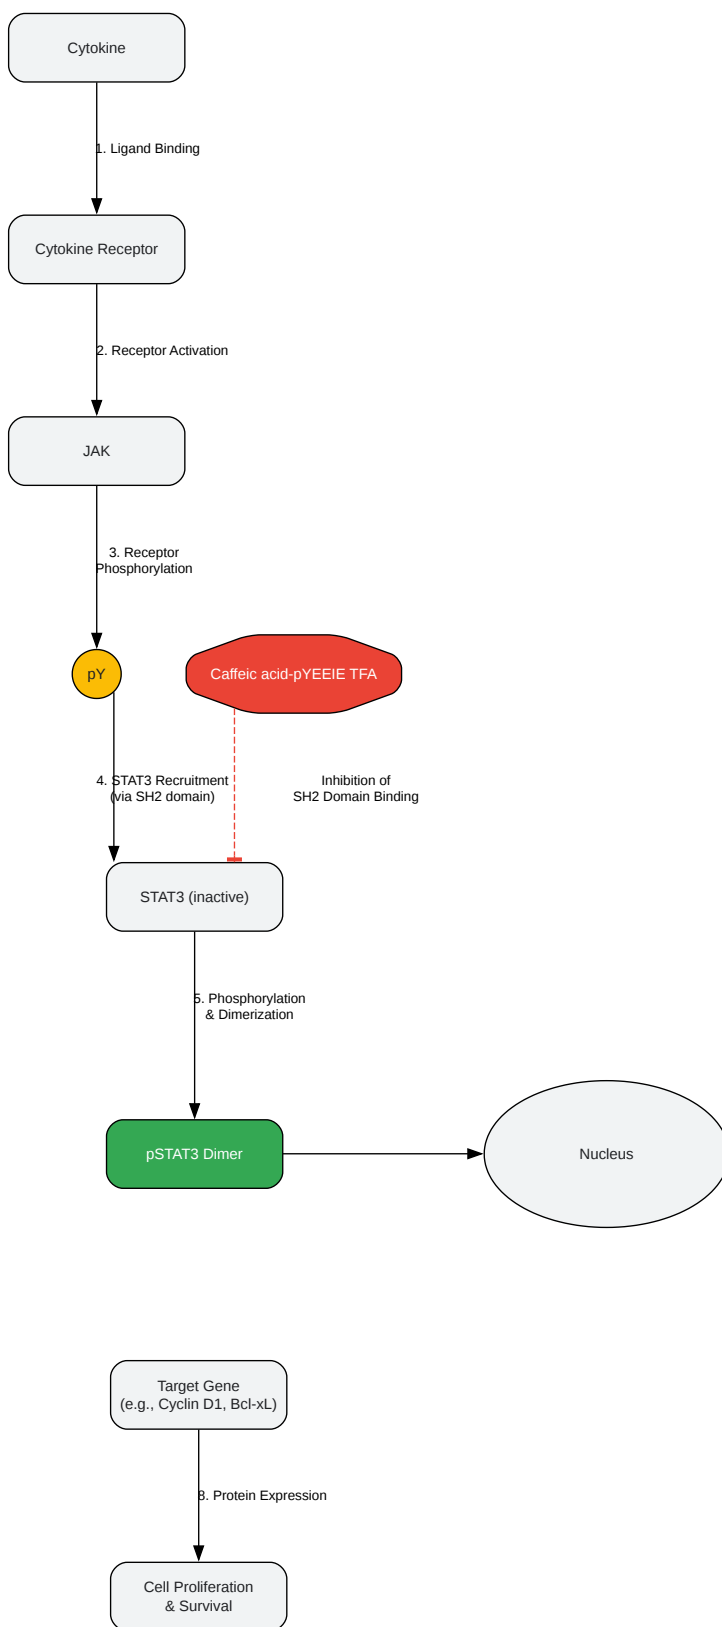 Cytokine
1. Ligand Binding
Cytokine Receptor
2. Receptor Activation
JAK
3. Receptor
Phosphorylation
pY
Caffeic acid-pYEEIE TFA
4. STAT3 Recruitment
(via SH2 domain)
Inhibition of
SH2 Domain Binding
STAT3 (inactive)
5. Phosphorylation
& Dimerization
pSTAT3 Dimer
Nucleus
Target Gene
(e.g., Cyclin D1, Bcl-xL)
8. Protein Expression
Cell Proliferation
& Survival